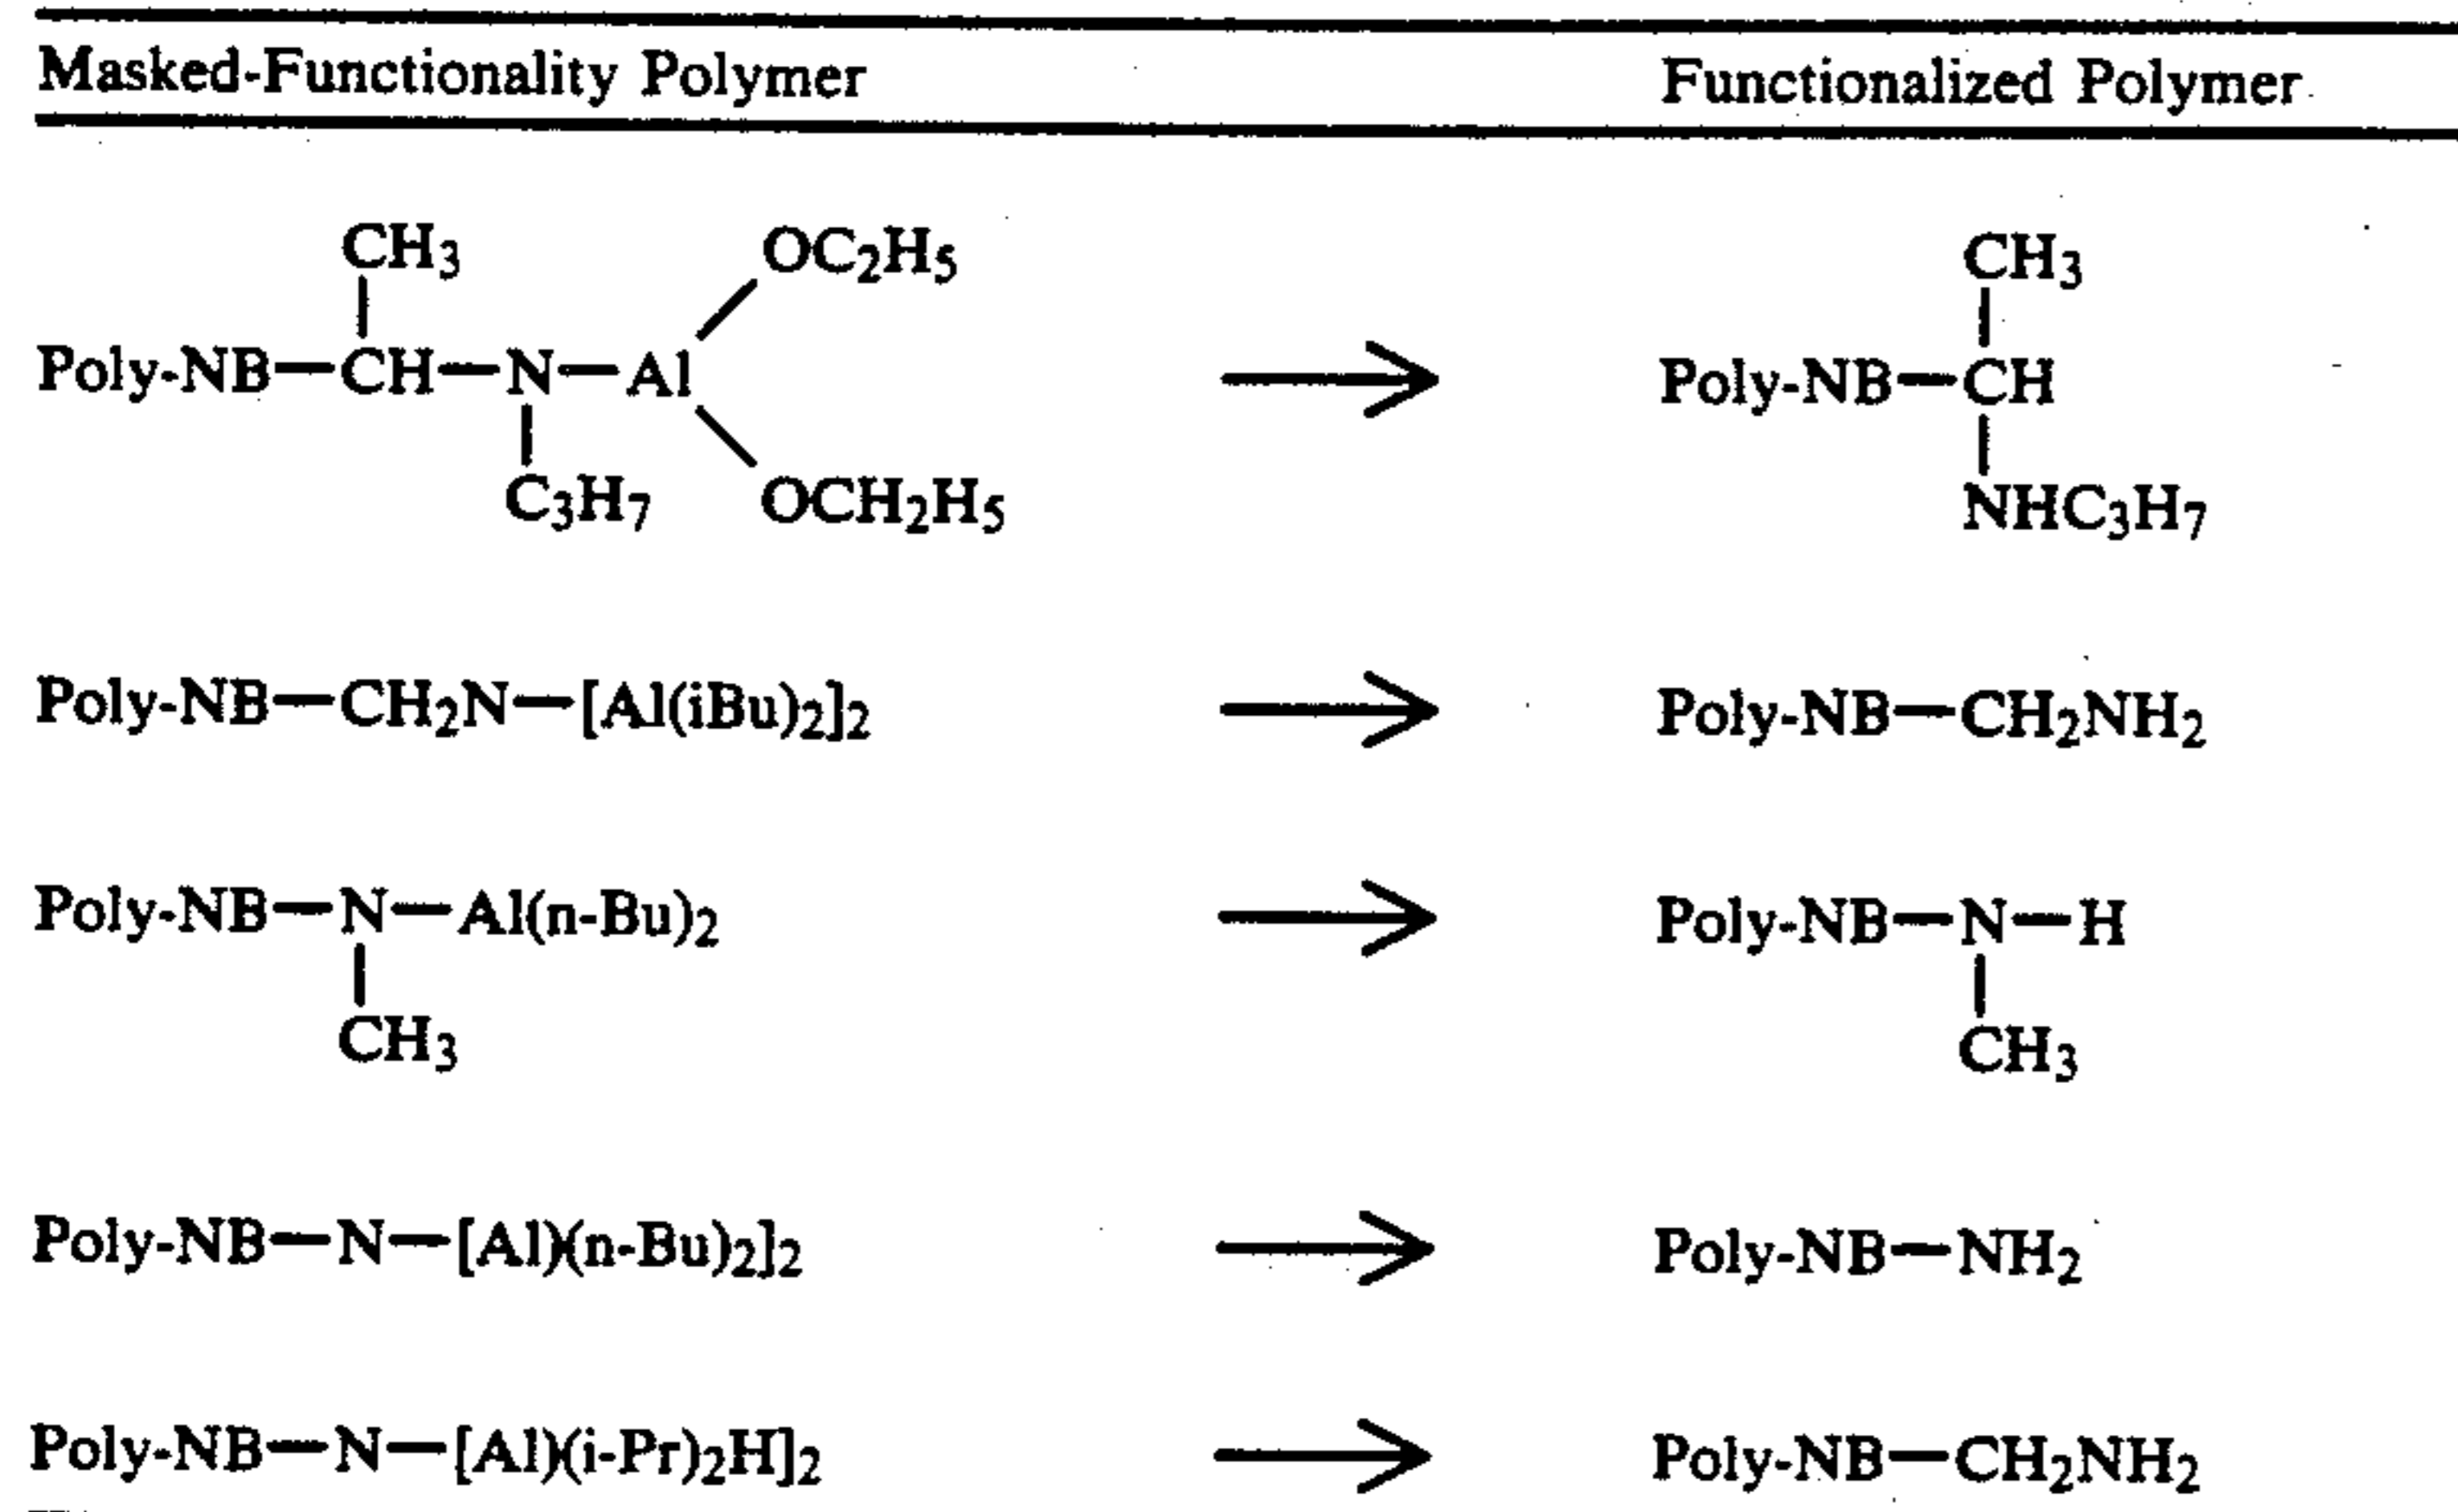 Masked-Functionality Polymer Functionalized Polymer
CH3 OC2H5 CH3
Poly-NB—CH—N—Al Poly-NB—CH
C3H7 OCH2H5 NHC3H7
Poly-NB—CH2N—[Al(iBu)2]2 Poly-NB—CH2NH2
Poly-NB—N—Al(n-Bu)2 Poly-NB—N—H
CH3 CH3
Poly-NB—N—[Al)(n-Bu)2]2 Poly-NB—NH2
Poly-NB—N—[Al)(i-Pr)2H]2 Poly-NB—CH2NH2